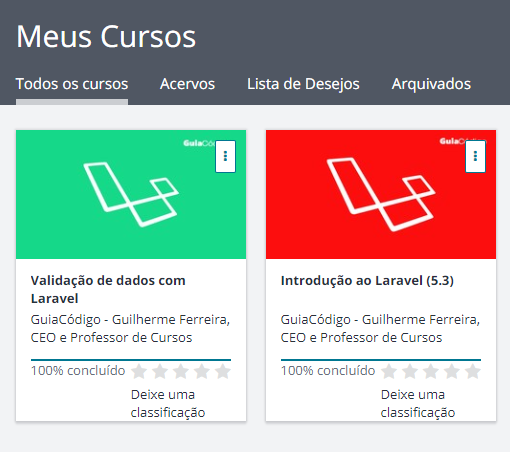 Meus Cursos
Todos os cursos Acervos Lista de Desejos Arquivados
GuiaCódigo
Validação de dados com
Laravel
GuiaCódigo - Guilherme Ferreira,
CEO e Professor de Cursos
100% concluído
Deixe uma
classificação
GuiaCódigo
Introdução ao Laravel (5.3)
GuiaCódigo - Guilherme Ferreira,
CEO e Professor de Cursos
100% concluído
Deixe uma
classificação